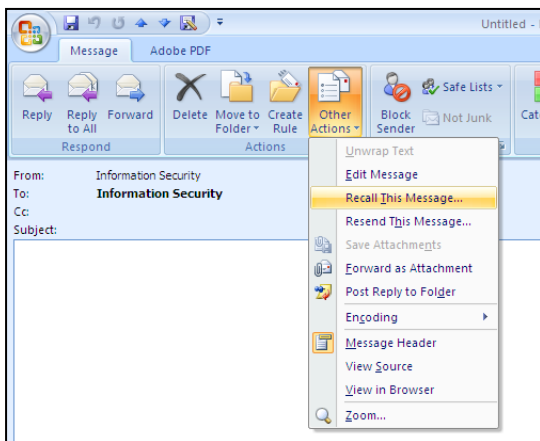 Untitled -
Message Adobe PDF
Reply Reply to All Forward Delete Move to Folder Create Rule Other Actions Block Sender Safe Lists Not Junk
Respond Actions
From: Information Security
To: Information Security
Cc:
Subject:
Unwrap Text
Edit Message
Recall This Message...
Resend This Message...
Save Attachments
Forward as Attachment
Post Reply to Folder
Encoding
Message Header
View Source
View in Browser
Zoom...